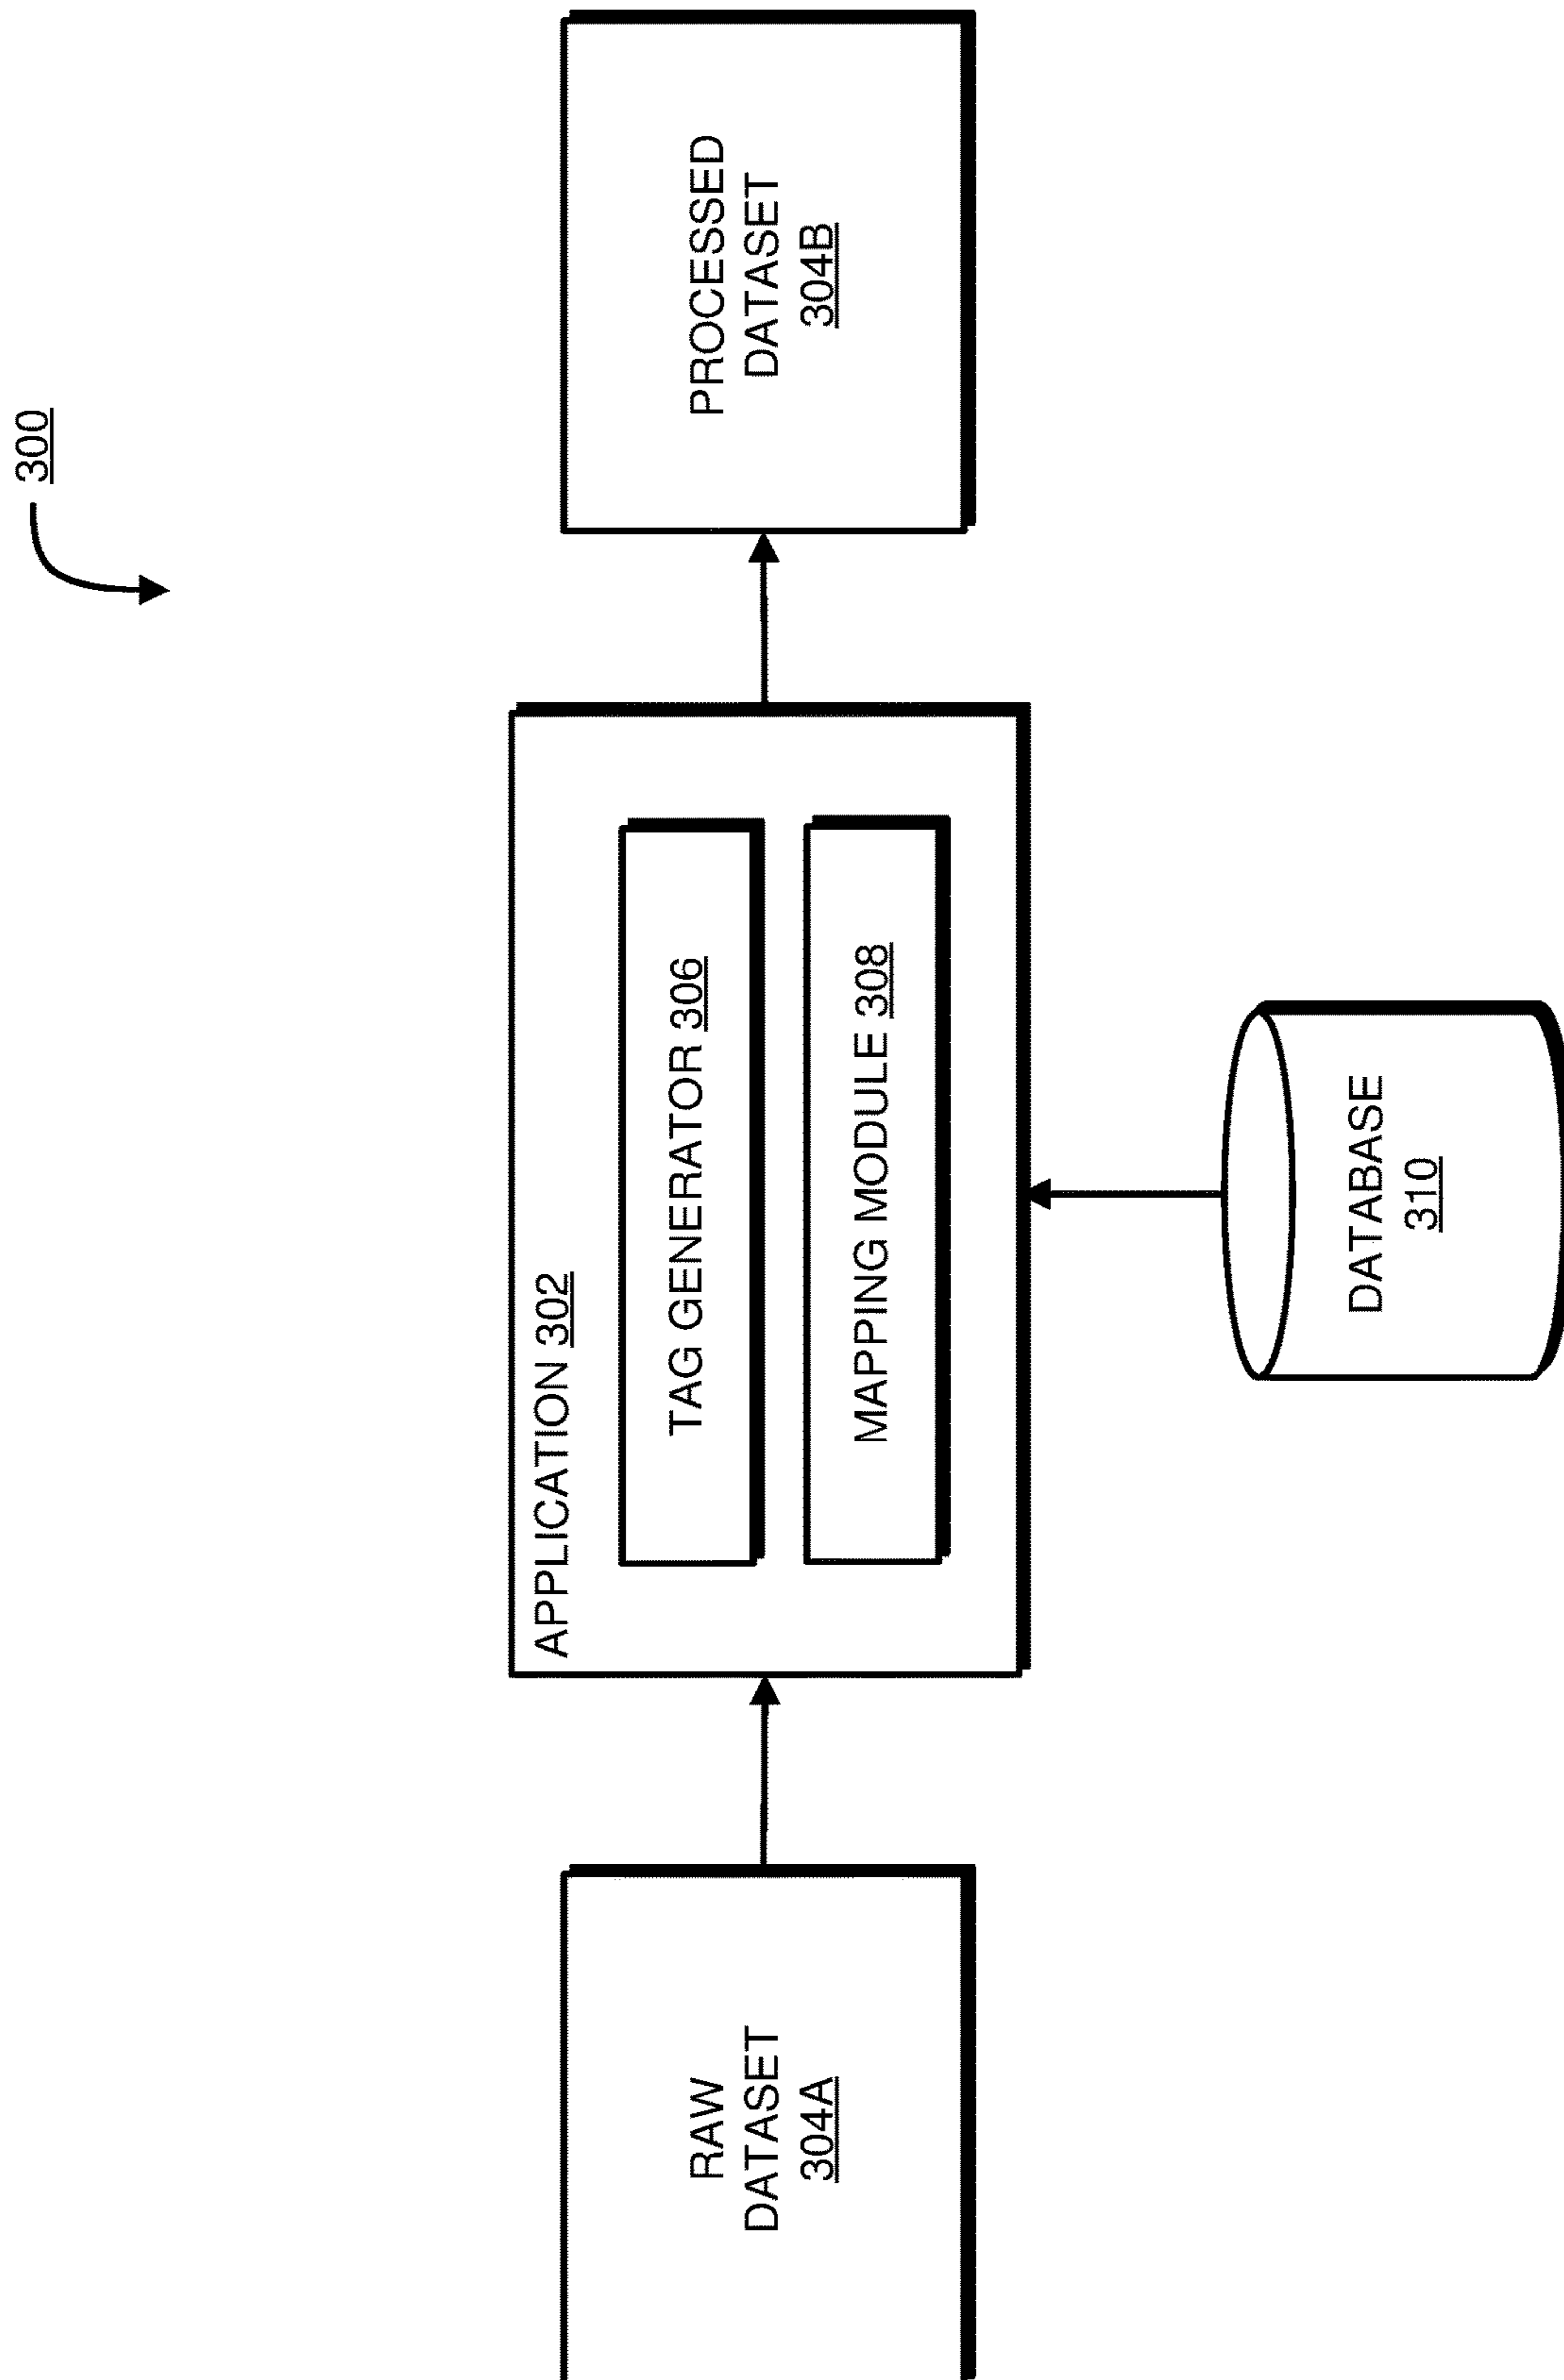 300
RAW
DATASET
304A
APPLICATION 302
TAG GENERATOR 306
MAPPING MODULE 308
PROCESSED
DATASET
304B
DATABASE
310